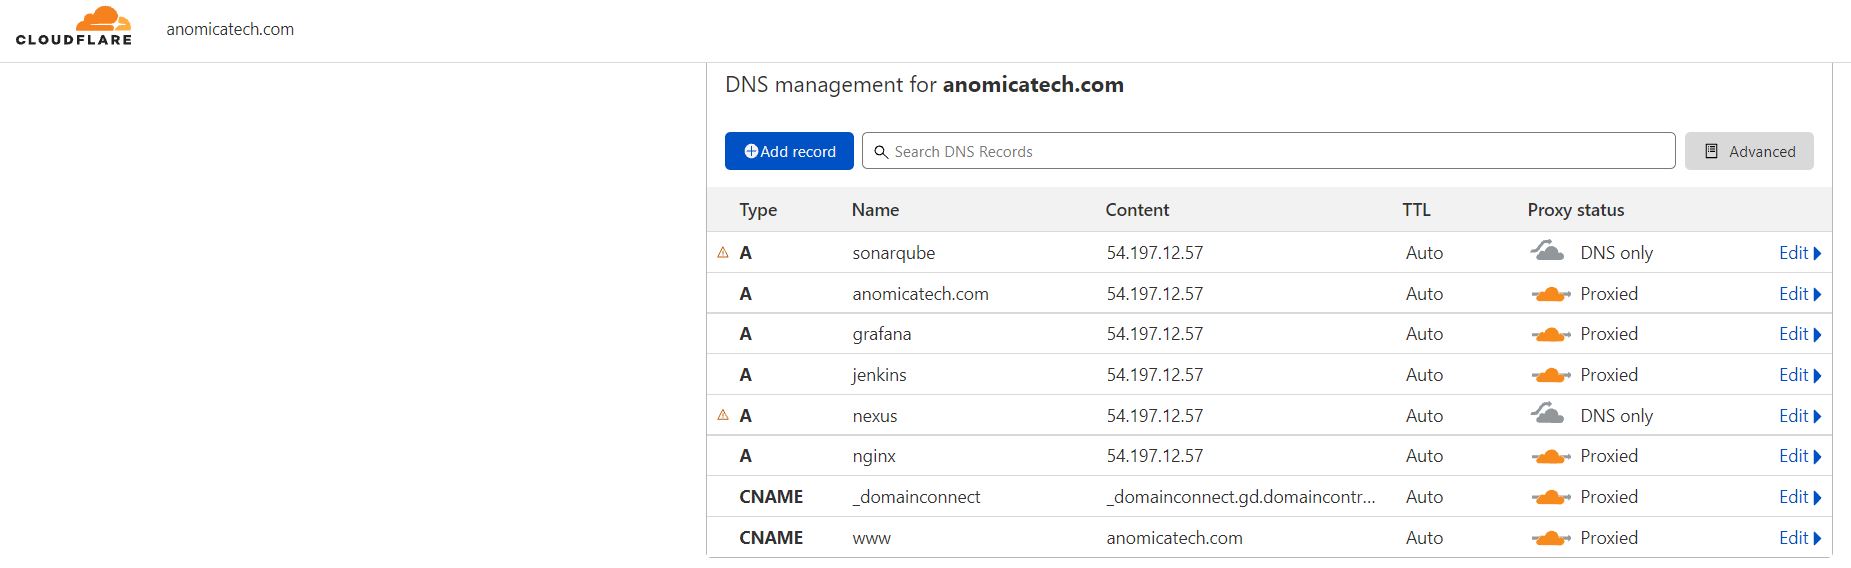 CLOUDFLARE anomicatech.com
DNS management for anomicatech.com
Add record Search DNS Records Advanced
Type Name Content TTL Proxy status
A sonarqube 54.197.12.57 Auto DNS only Edit
A anomicatech.com 54.197.12.57 Auto Proxied Edit
A grafana 54.197.12.57 Auto Proxied Edit
A jenkins 54.197.12.57 Auto Proxied Edit
A nexus 54.197.12.57 Auto DNS only Edit
A nginx 54.197.12.57 Auto Proxied Edit
CNAME _domainconnect _domainconnect.gd.domaincontr... Auto Proxied Edit
CNAME www anomicatech.com Auto Proxied Edit